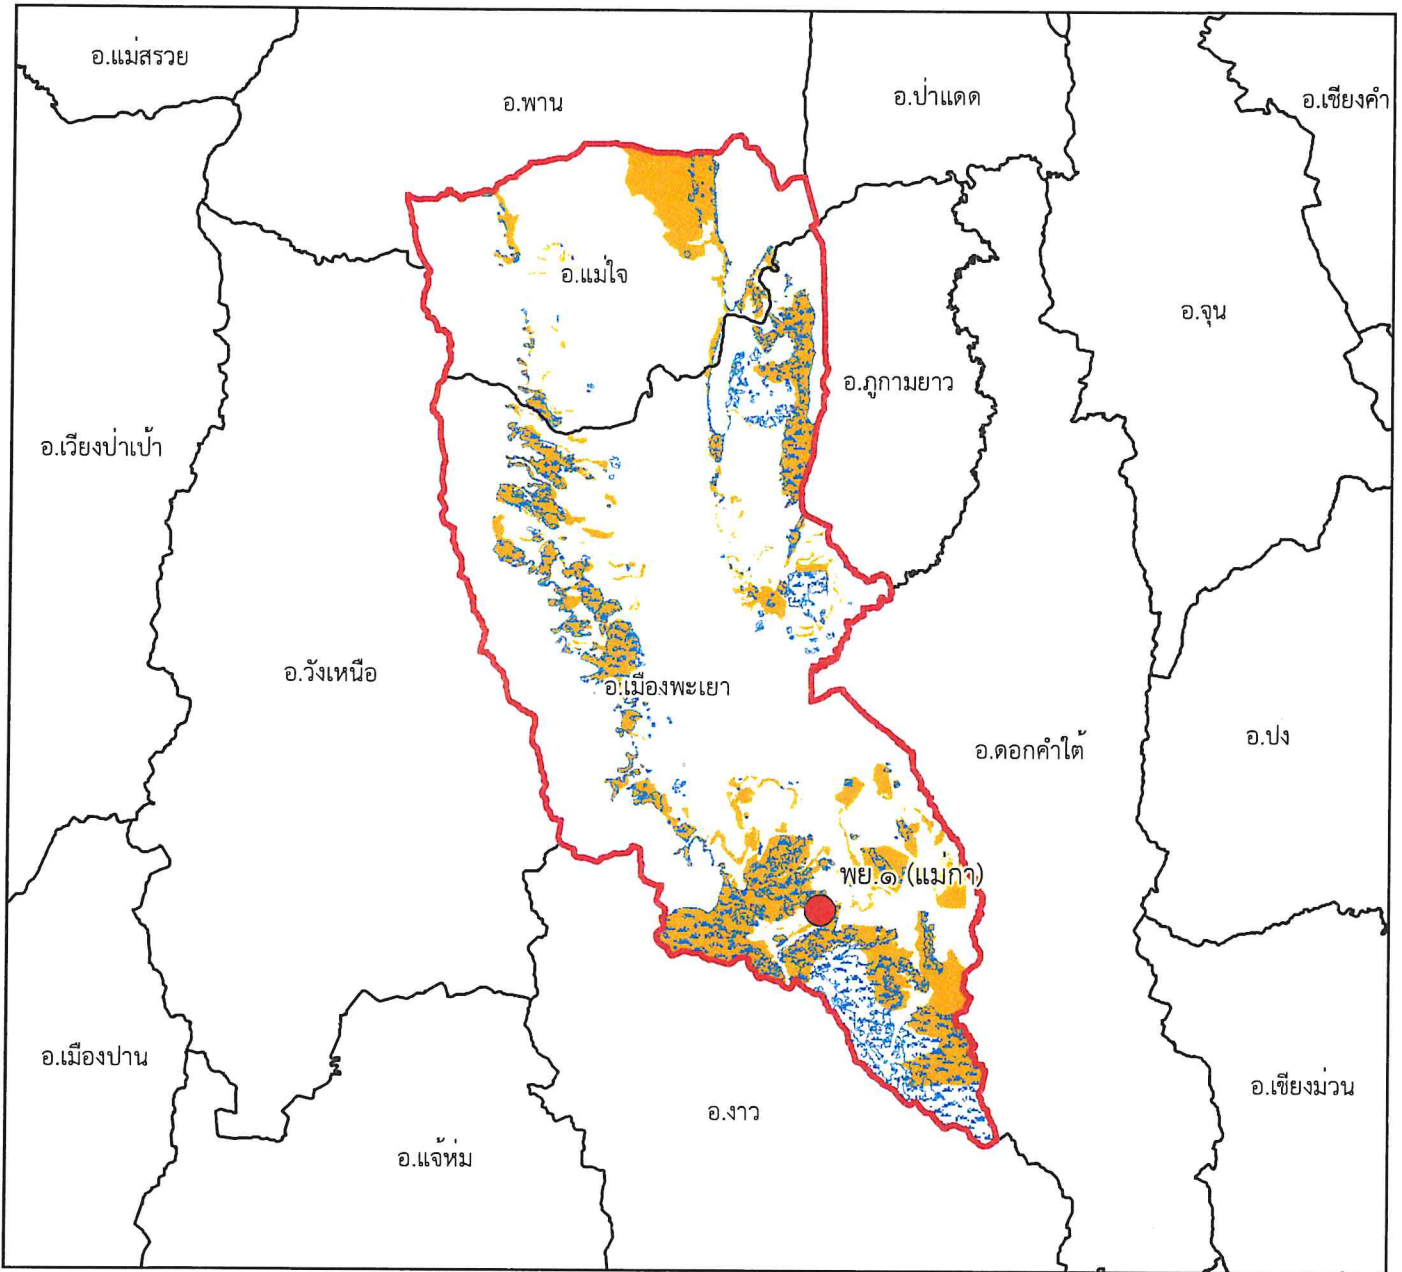 อ.แม่สรวย
อ.พาน
อ.ป่าแดด
อ.เชียงคำ
อ.แม่ใจ
อ.จุน
อ.ภูกามยาว
อ.เวียงป่าเป้า
อ.วังเหนือ
อ.เมืองพะเยา
อ.ดอกคำใต้
อ.ปง
พย.๑ (แม่กา)
อ.เมืองปาน
อ.งาว
อ.เชียงม่วน
อ.แจ้ห่ม